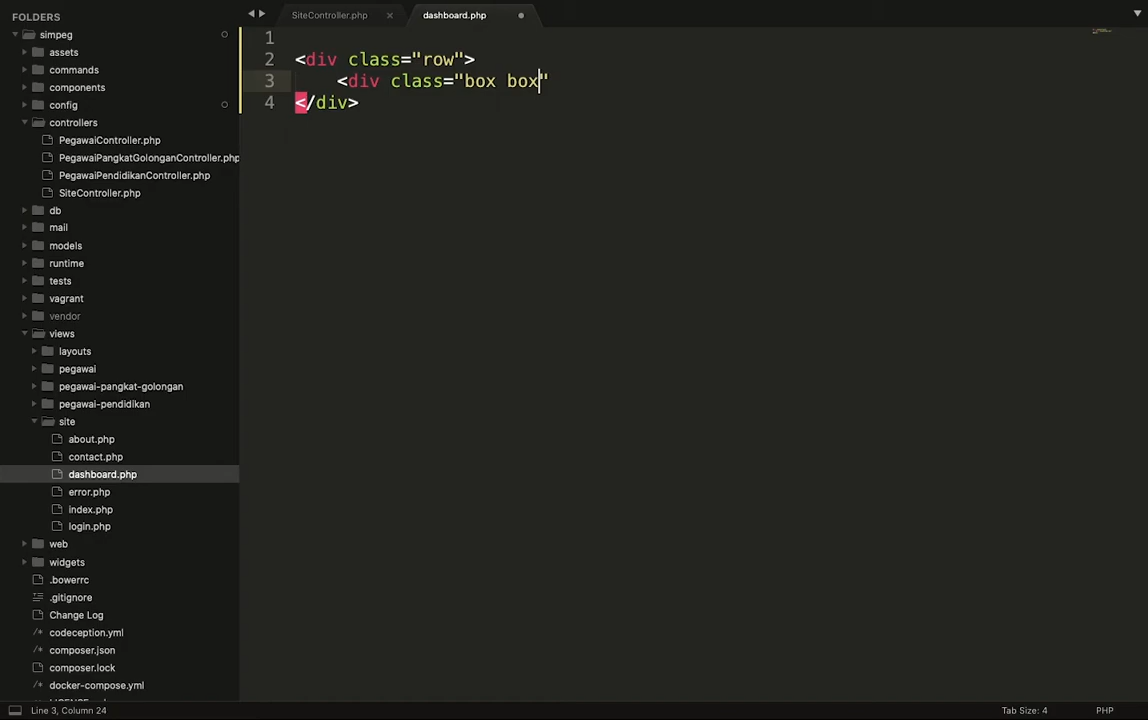 FOLDERS
simpeg
assets
commands
components
config
controllers
PegawaiController.php
PegawaiPangkatGolonganController.php
PegawaiPendidikanController.php
SiteController.php
db
mail
models
runtime
tests
vagrant
vendor
views
layouts
pegawai
pegawai-pangkat-golongan
pegawai-pendidikan
site
about.php
contact.php
dashboard.php
error.php
index.php
login.php
web
widgets
.bowerrc
.gitignore
Change Log
codeception.yml
composer.json
composer.lock
docker-compose.yml
SiteController.php dashboard.php
1
2 <div class="row">
3 <div class="box box"
4 </div>
Line 3, Column 24 Tab Size: 4 PHP